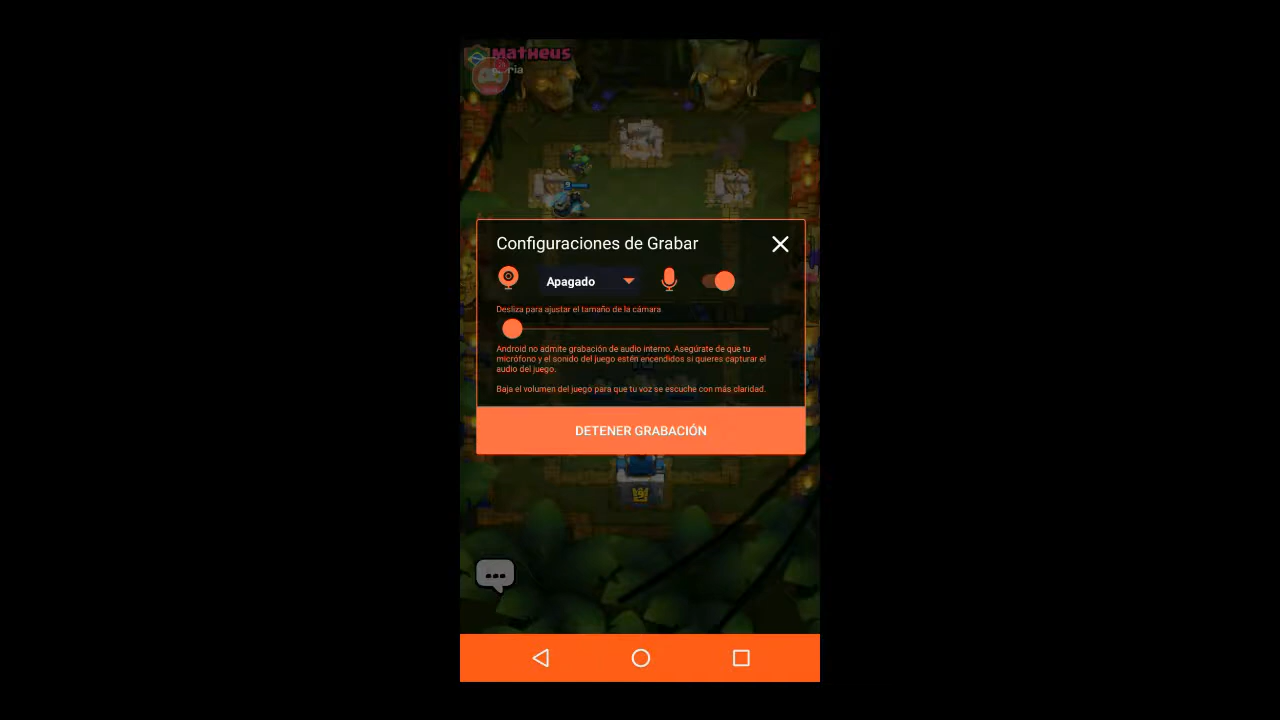 Matheus
Configuraciones de Grabar
Apagado
Desliza para ajustar el tamaño de la cámara
Android no admite grabación de audio interno. Asegúrate de que tu
micrófono y el sonido del juego estén encendidos si quieres capturar el
audio del juego.
Baja el volumen del juego para que tu voz se escuche con más claridad.
DETENER GRABACIÓN